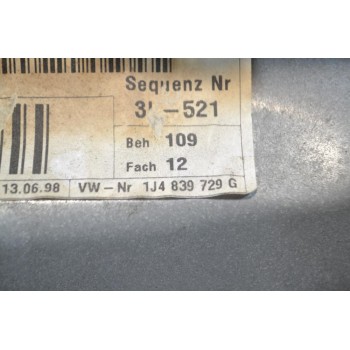 Sequenz Nr
-521
Beh 109
Fach 12
13.06.98 VW-Nr 1J4 839 729 G